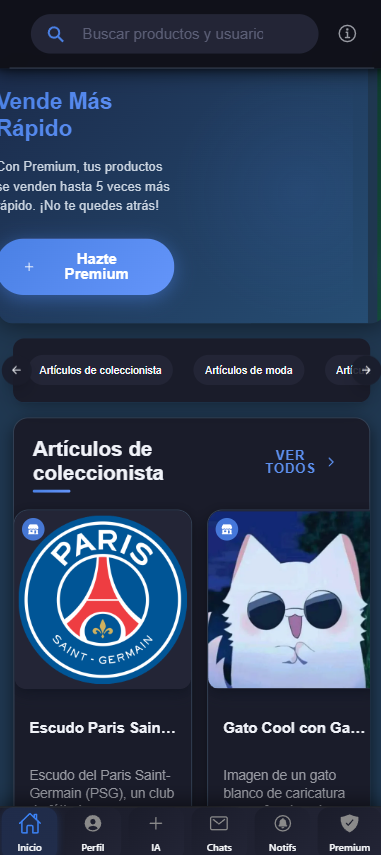 Buscar productos y usuario
Vende Más
Rápido
Con Premium, tus productos
se venden hasta 5 veces más
rápido. ¡No te quedes atrás!
Hazte
Premium
Artículos de coleccionista
Artículos de moda
Artículos de
coleccionista
VER
TODOS
PARIS
SAINT-GERMAIN
Escudo Paris Sain...
Gato Cool con Ga...
Escudo del Paris Saint-
Germain (PSG), un club
Imagen de un gato
blanco de caricatura
Inicio
Perfil
IA
Chats
Notifs
Premium